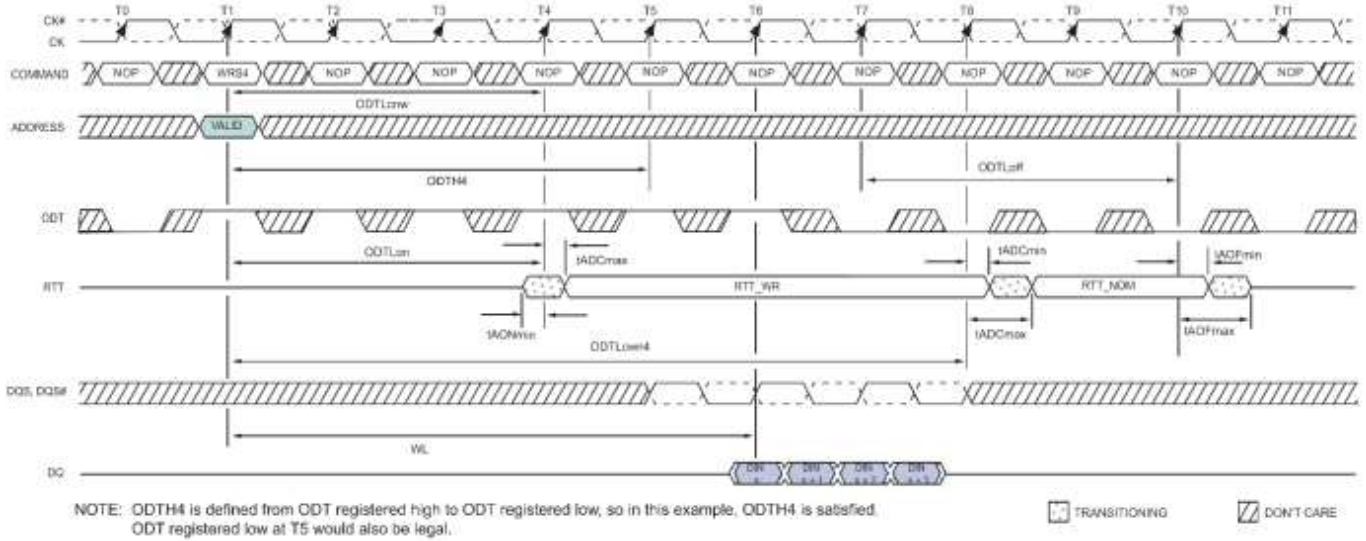 T0 T1 T2 T3 T4 T5 T6 T7 T8 T9 T10 T11
CK#
CK
COMMAND NOP WRS4 NOP NOP NOP NOP NOP NOP NOP NOP NOP NOP
ODTLcnw
ADDRESS VALID
ODTH4 ODTLoff
ODT
ODTLon tADCmax tADCmin tAOFmin
RTT RTT_WR RTT_NOM
tAONmin tADCmax tAOFmax
ODTLcwn4
DQS, DQS#
WL
DQ DIN DIN DIN DIN
NOTE: ODTH4 is defined from ODT registered high to ODT registered low, so in this example, ODTH4 is satisfied.
ODT registered low at T5 would also be legal.
TRANSITIONING DON'T CARE